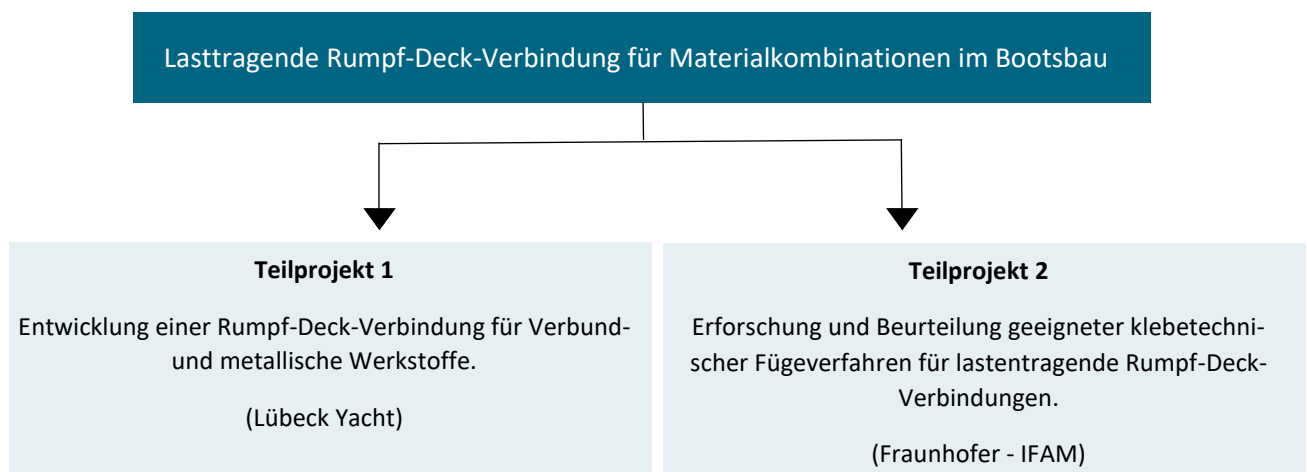 Lasttragende Rumpf-Deck-Verbindung für Materialkombinationen im Bootsbau
Teilprojekt 1
Entwicklung einer Rumpf-Deck-Verbindung für Verbund-
und metallische Werkstoffe.
(Lübeck Yacht)
Teilprojekt 2
Erforschung und Beurteilung geeigneter klebetechni-
scher Fügeverfahren für lastentragende Rumpf-Deck-
Verbindungen.
(Fraunhofer - IFAM)